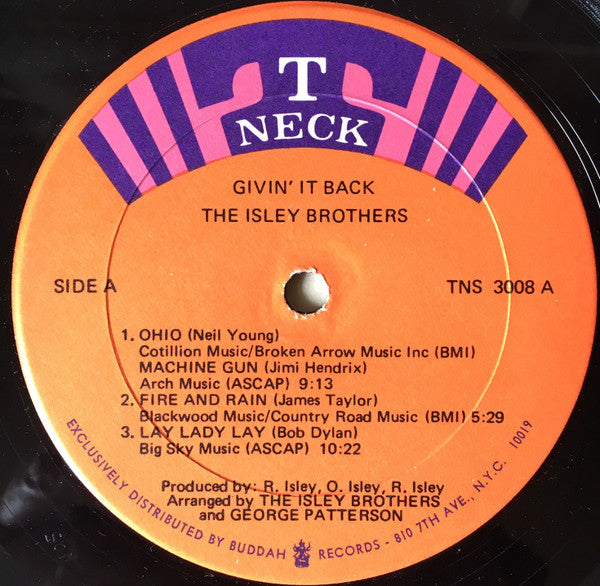 T
NECK
GIVIN' IT BACK
THE ISLEY BROTHERS
SIDE A
TNS 3008 A
1. OHIO (Neil Young)
Cotillion Music/Broken Arrow Music Inc (BMI)
MACHINE GUN (Jimi Hendrix)
Arch Music (ASCAP) 9:13
2. FIRE AND RAIN (James Taylor)
Blackwood Music/Country Road Music (BMI) 5:29
3. LAY LADY LAY (Bob Dylan)
Big Sky Music (ASCAP) 10:22
Produced by: R. Isley, O. Isley, R. Isley
Arranged by THE ISLEY BROTHERS
and GEORGE PATTERSON
EXCLUSIVELY DISTRIBUTED BY BUDDAH RECORDS - 810 7TH AVE., N.Y.C. 10019